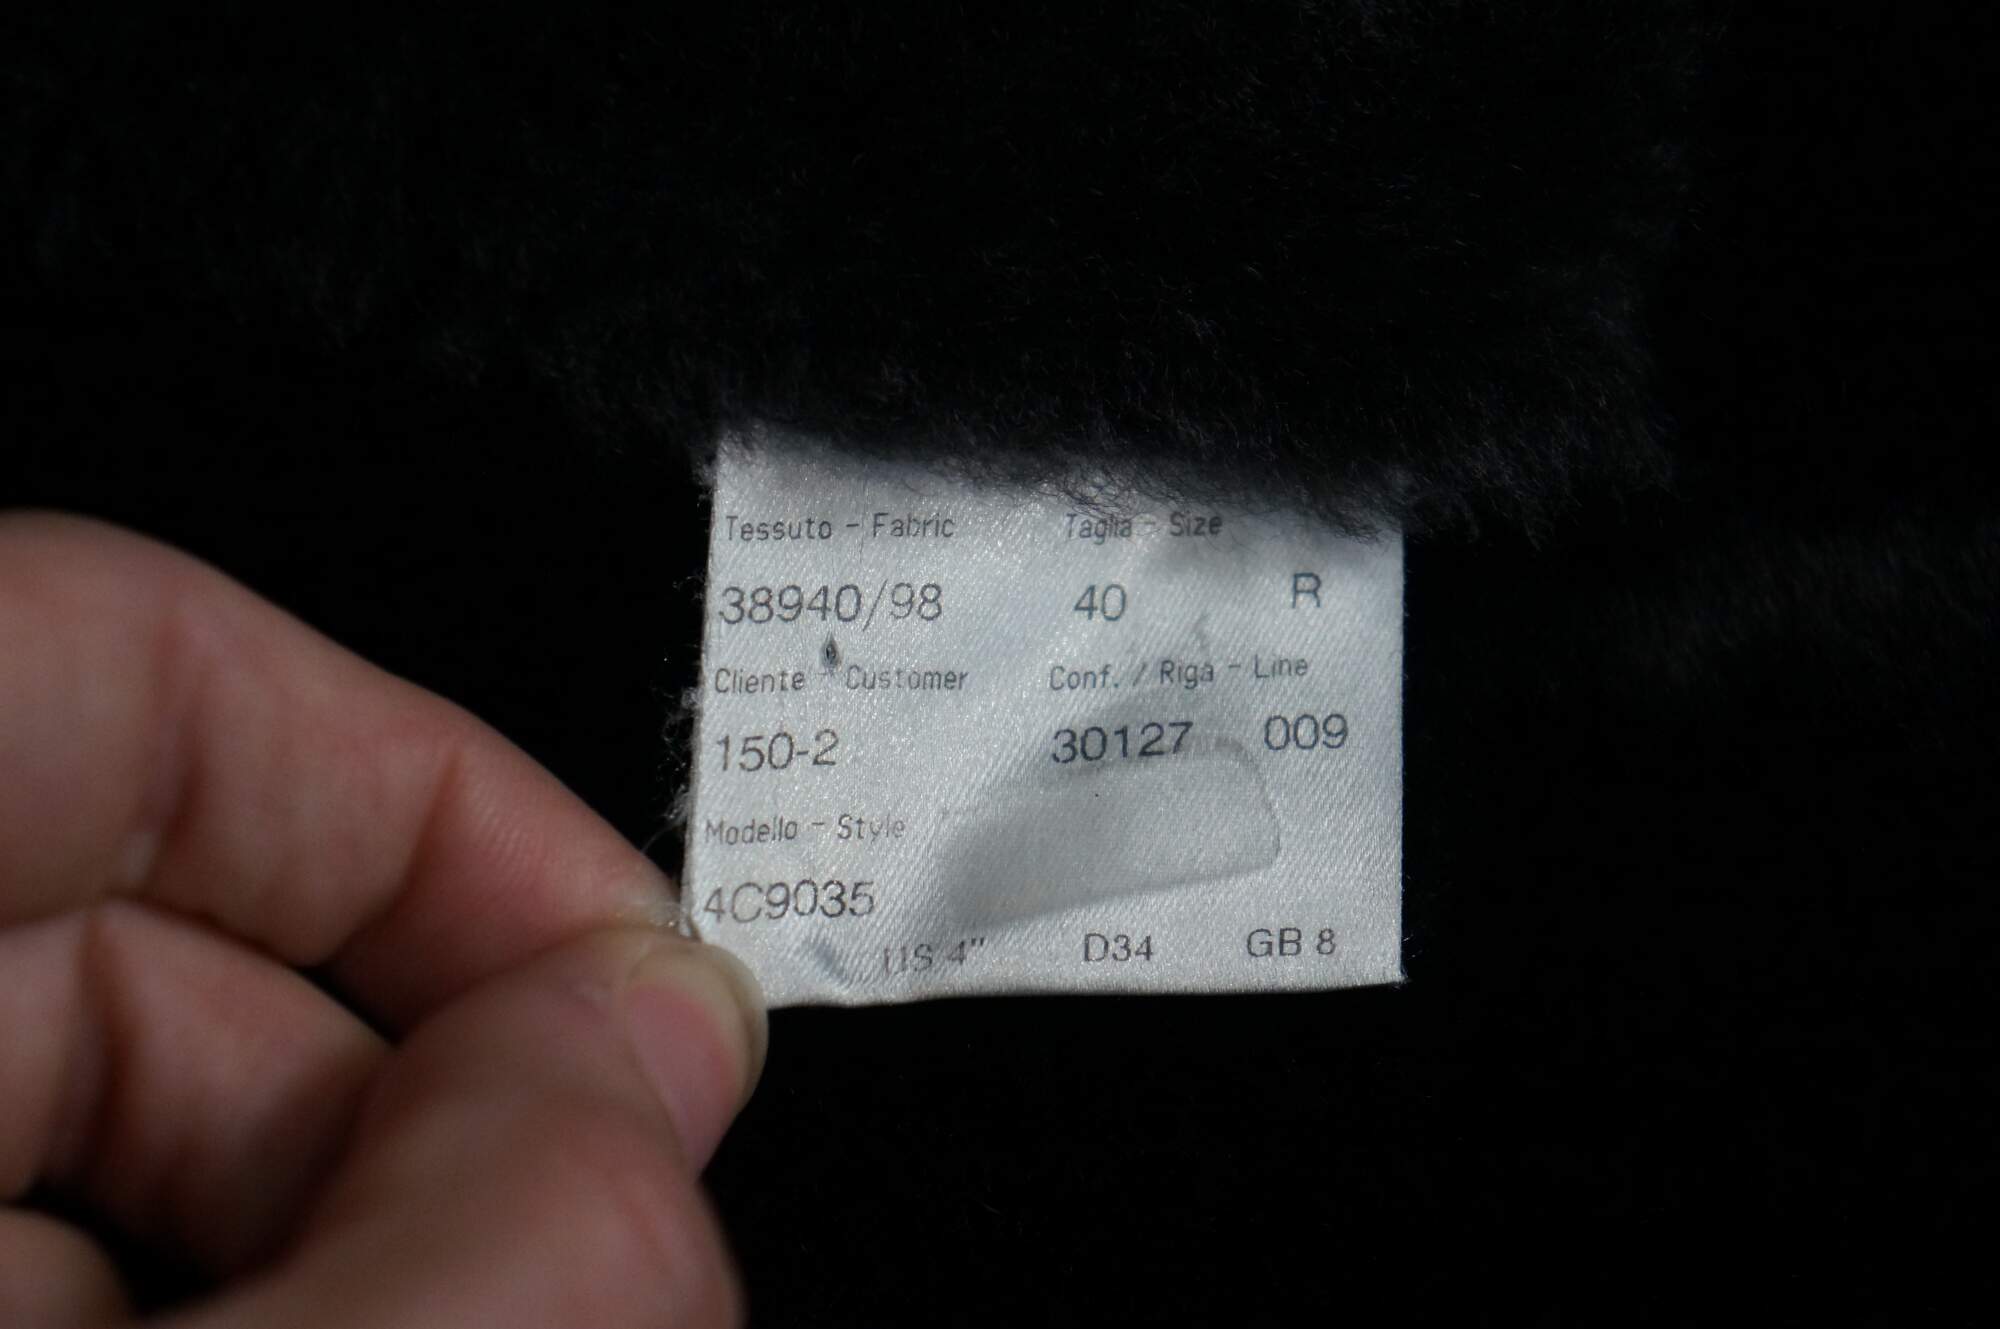 Tessuto - Fabric Taglia - Size
38940/98 40 R
Cliente - Customer Conf. / Riga - Line
150-2 30127 009
Modello - Style
4C9035
US 4" D34 GB 8